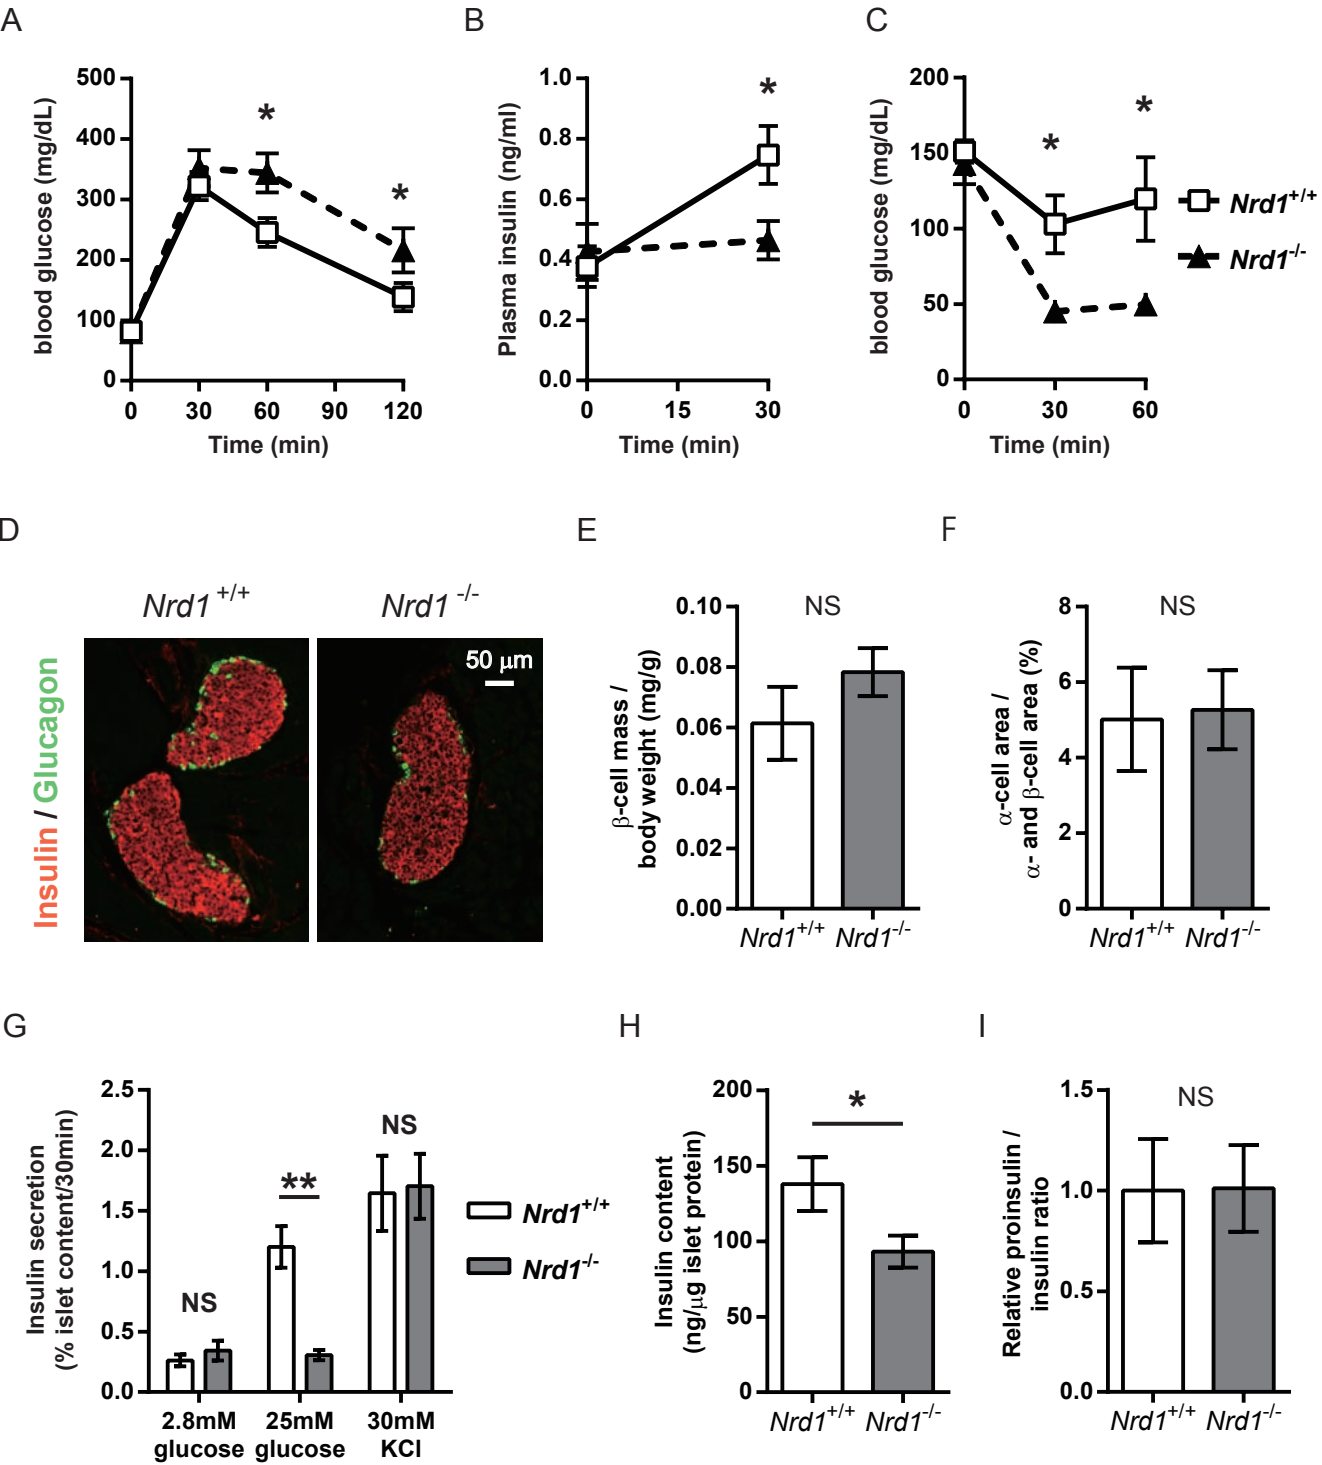 A
B
C
500
400
300
200
100
0
blood glucose (mg/dL)
*
*
0 30 60 90 120
Time (min)
1.0
0.8
0.6
0.4
0.2
0.0
Plasma insulin (ng/ml)
*
0 15 30
Time (min)
200
150
100
50
0
blood glucose (mg/dL)
*
*
0 30 60
Time (min)
Nrd1+/+
Nrd1-/-
D
E
F
Nrd1 +/+
Nrd1 -/-
Insulin / Glucagon
50 μm
0.10
0.08
0.06
0.04
0.02
0.00
β-cell mass /
body weight (mg/g)
NS
Nrd1+/+ Nrd1-/-
8
6
4
2
0
α-cell area /
α- and β-cell area (%)
NS
Nrd1+/+ Nrd1-/-
G
H
I
2.5
2.0
1.5
1.0
0.5
0.0
Insulin secretion
(% islet content/30min)
NS
**
NS
2.8mM
glucose
25mM
glucose
30mM
KCl
Nrd1+/+
Nrd1-/-
200
150
100
50
0
Insulin content
(ng/μg islet protein)
*
Nrd1+/+ Nrd1-/-
1.5
1.0
0.5
0.0
Relative proinsulin /
insulin ratio
NS
Nrd1+/+ Nrd1-/-